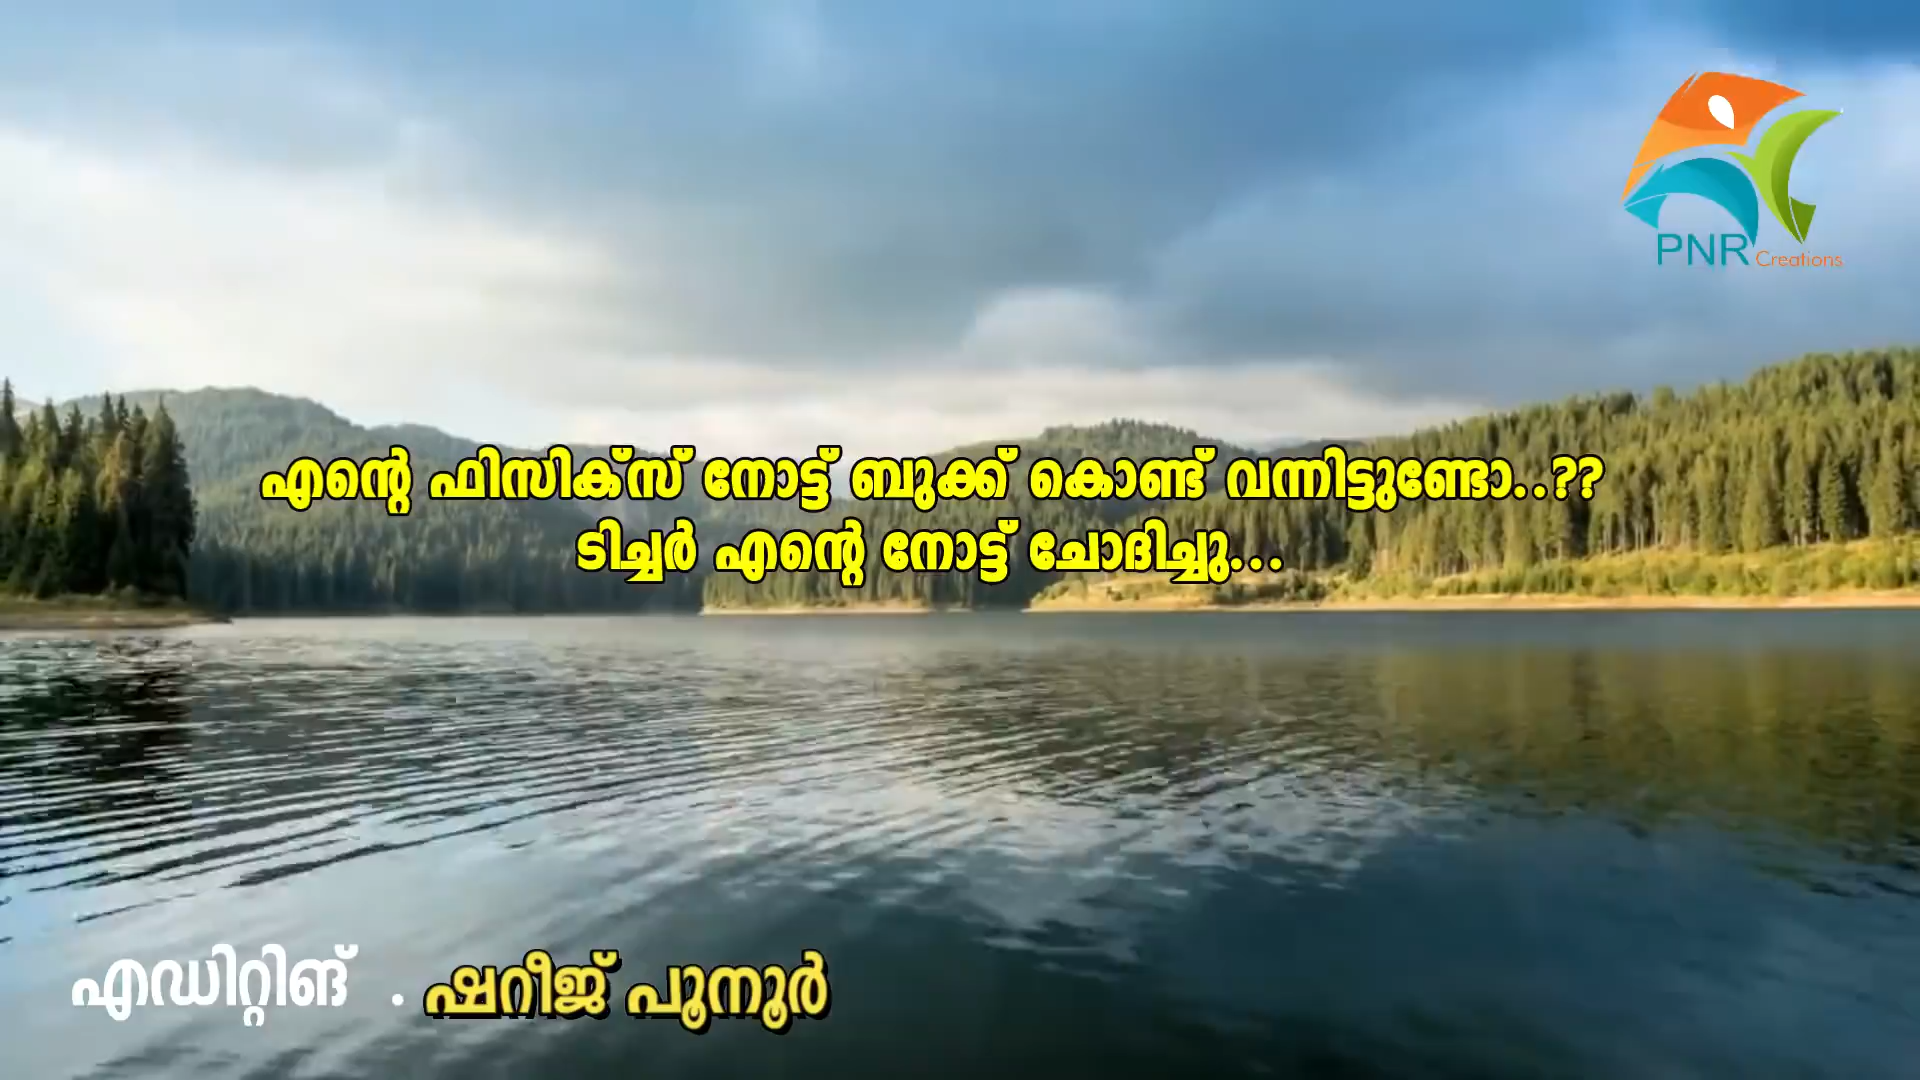 PNR Creations
എന്റെ ഫിസിക്സ് നോട്ട് ബുക്ക് കൊണ്ട് വന്നിട്ടുണ്ടോ..??
ടിച്ചർ എന്റെ നോട്ട് ചോദിച്ചു...
എഡിറ്റിങ് . ഷറീജ് പൂനൂർ